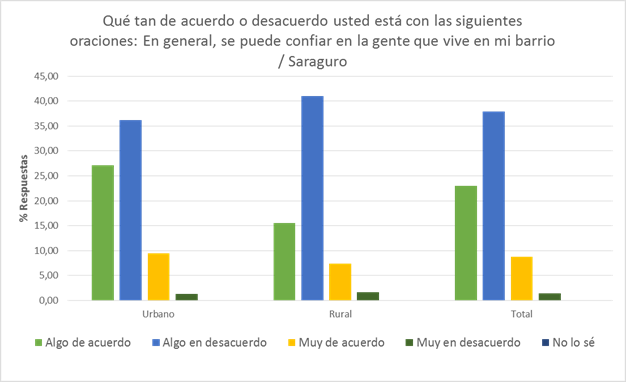 Qué tan de acuerdo o desacuerdo usted está con las siguientes
oraciones: En general, se puede confiar en la gente que vive en mi barrio
/ Saraguro
45,00
40,00
35,00
30,00
25,00
20,00
15,00
10,00
5,00
0,00
% Respuestas
Urbano Rural Total
Algo de acuerdo Algo en desacuerdo Muy de acuerdo Muy en desacuerdo No lo sé